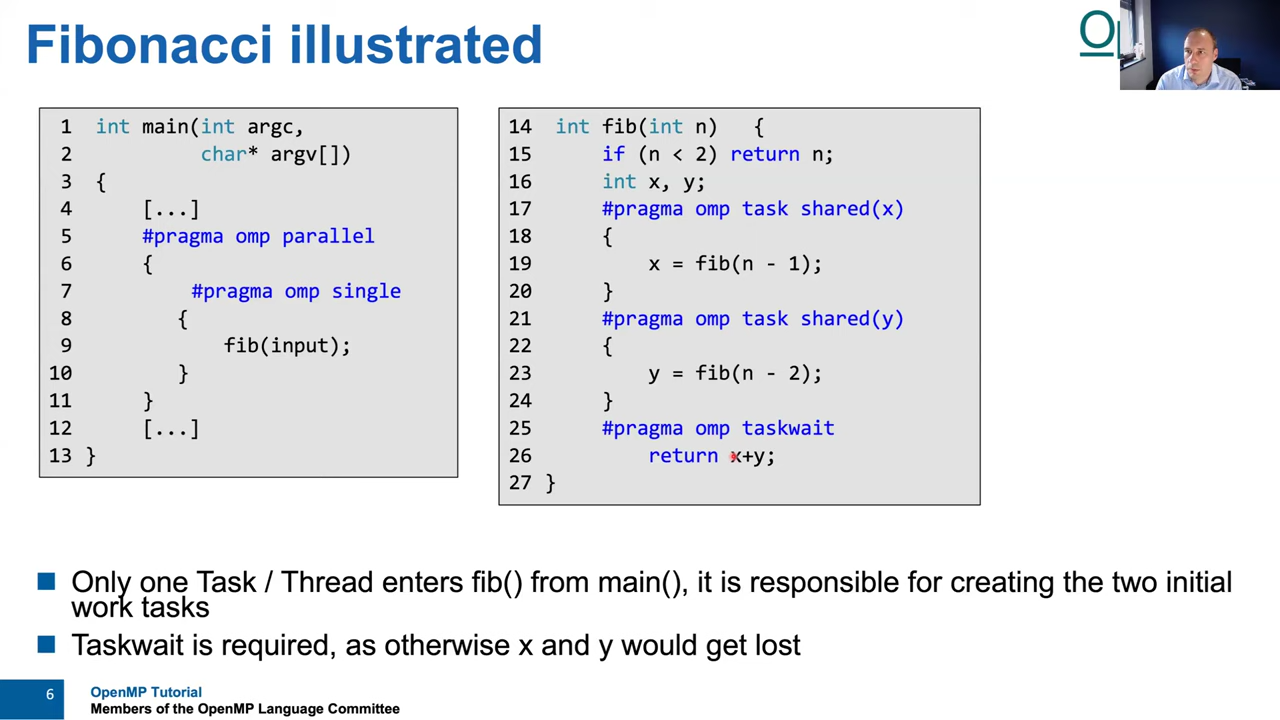 Fibonacci illustrated
1 int main(int argc,
2 char* argv[])
3 {
4 [...]
5 #pragma omp parallel
6 {
7 #pragma omp single
8 {
9 fib(input);
10 }
11 }
12 [...]
13 }
14 int fib(int n) {
15 if (n < 2) return n;
16 int x, y;
17 #pragma omp task shared(x)
18 {
19 x = fib(n - 1);
20 }
21 #pragma omp task shared(y)
22 {
23 y = fib(n - 2);
24 }
25 #pragma omp taskwait
26 return x+y;
27 }
Only one Task / Thread enters fib() from main(), it is responsible for creating the two initial
work tasks
Taskwait is required, as otherwise x and y would get lost
6
OpenMP Tutorial
Members of the OpenMP Language Committee